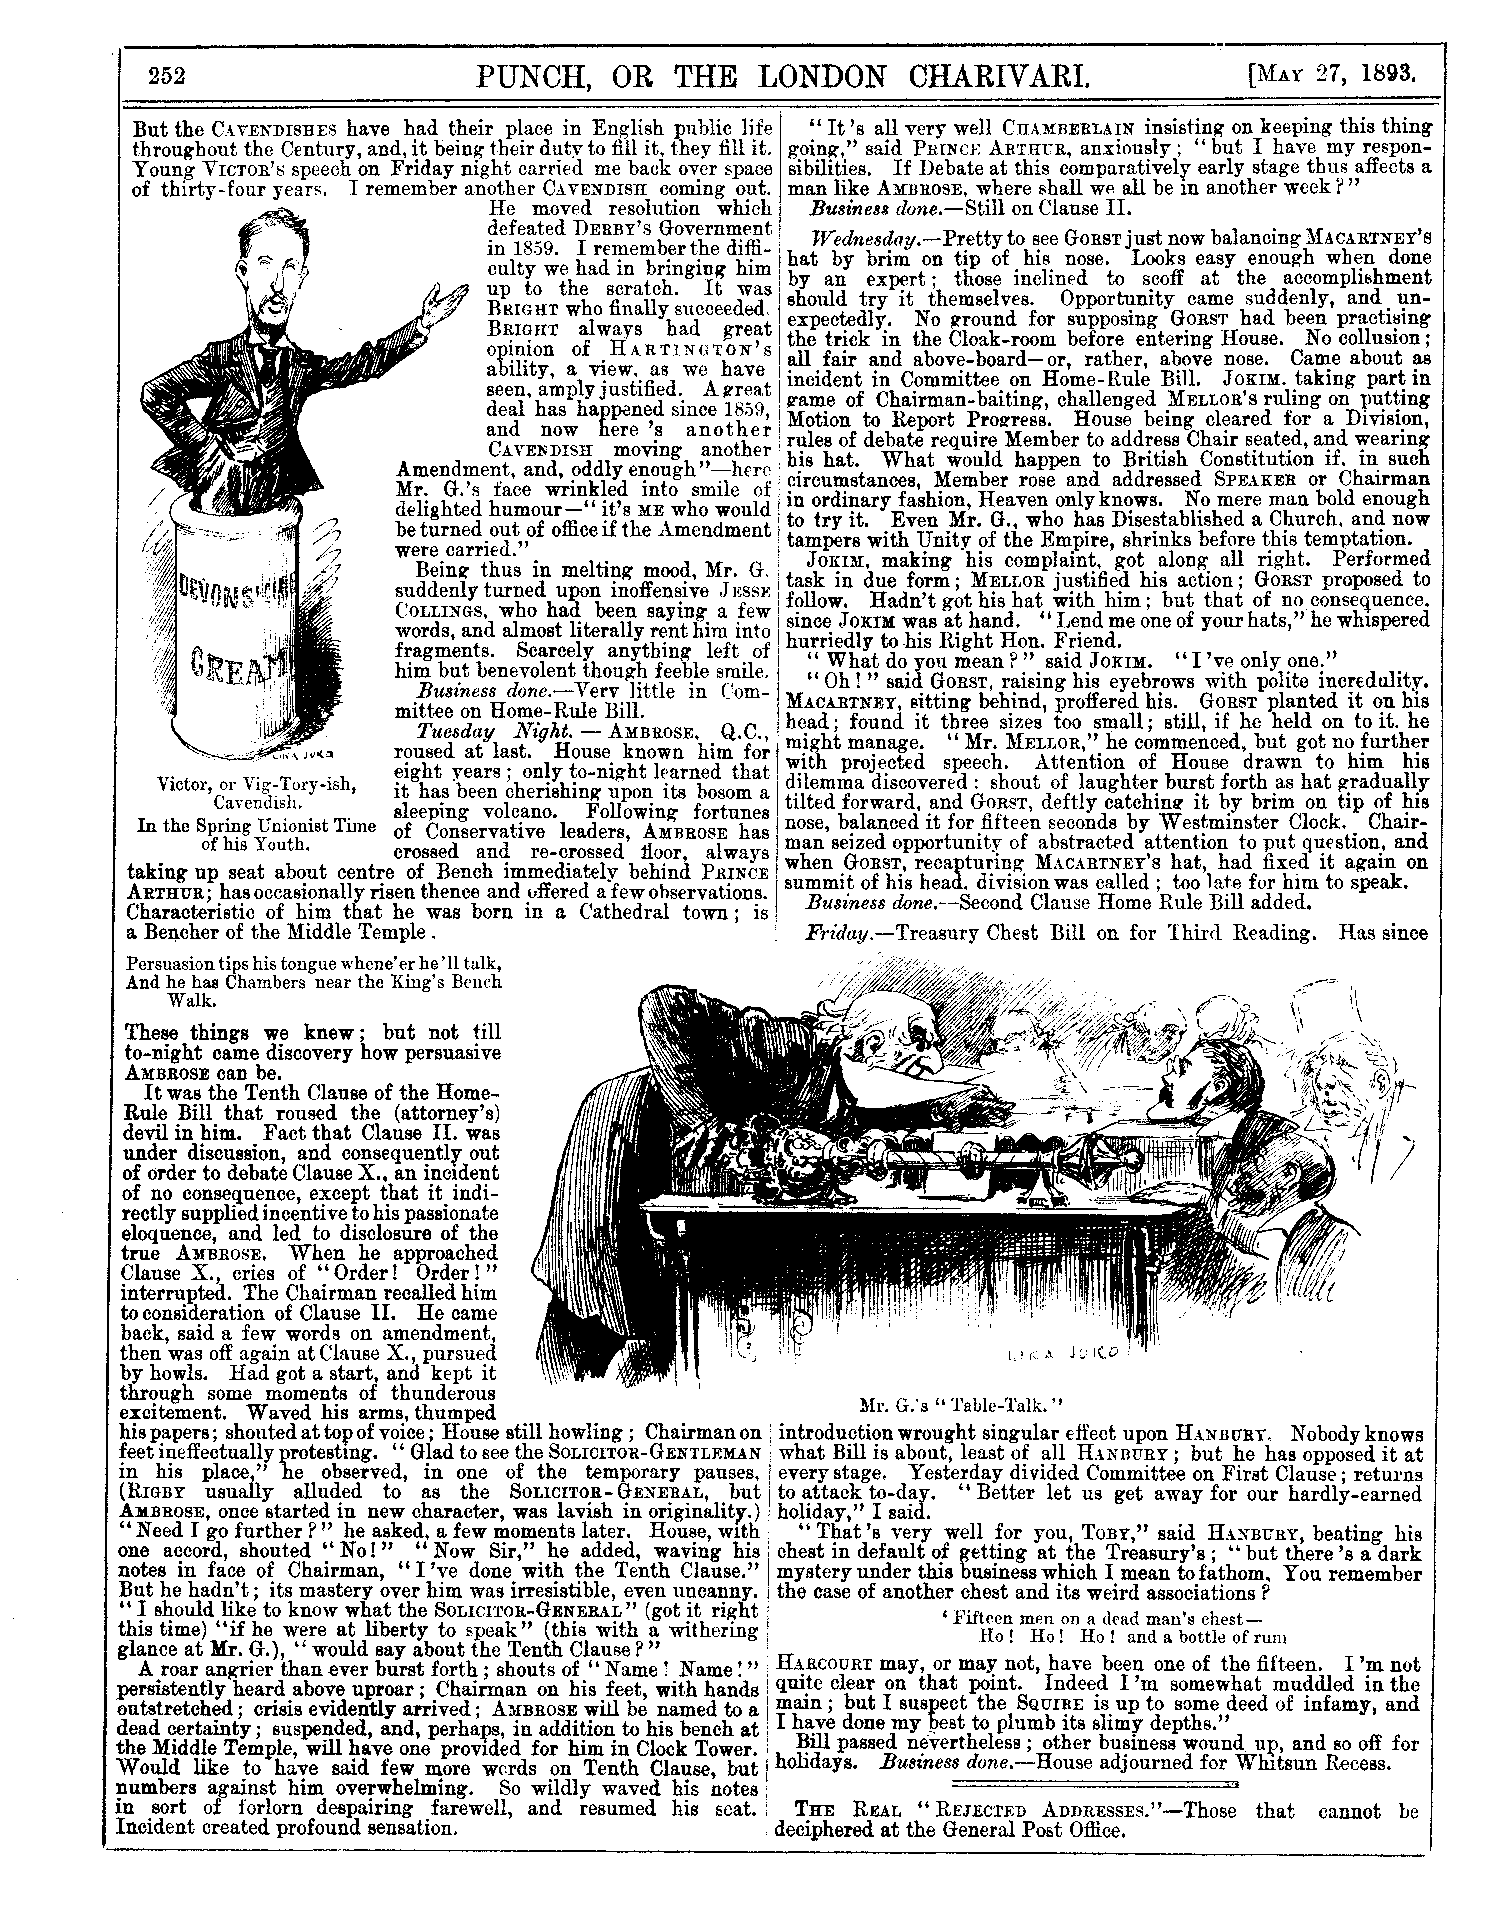 252
PUNCH, OR THE LONDON CHARIVARI.
[MAY 27, 1893.
But the CAVENDISHES have had their place in English public life
throughout the Century, and, it being their duty to fill it, they fill it.
Young VICTOR'S speech on Friday night carried me back over space
of thirty-four years. I remember another CAVENDISH coming out.
He moved resolution which
defeated DERBY'S Government
in 1859. I remember the diffi-
culty we had in bringing him
up to the scratch. It was
BRIGHT who finally succeeded.
BRIGHT always had great
opinion of HARTINGTON'S
ability, a view, as we have
seen, amply justified. A great
deal has happened since 1859,
and now here's another
CAVENDISH moving another
Amendment, and, oddly enough"—here
Mr. G.'s face wrinkled into smile of
delighted humour—"it's ME who would
be turned out of office if the Amendment
were carried."
Being thus in melting mood, Mr. G.
suddenly turned upon inoffensive JESSE
COLLINGS, who had been saying a few
words, and almost literally rent him into
fragments. Scarcely anything left of
him but benevolent though feeble smile.
Business done.—Very little in Com-
mittee on Home-Rule Bill.
Tuesday Night. — AMBROSE, Q.C.,
roused at last. House known him for
eight years; only to-night learned that
it has been cherishing upon its bosom a
sleeping volcano. Following fortunes
of Conservative leaders, AMBROSE has
crossed and re-crossed floor, always
taking up seat about centre of Bench immediately behind PRINCE
ARTHUR; has occasionally risen thence and offered a few observations.
Characteristic of him that he was born in a Cathedral town; is
a Bencher of the Middle Temple.
DEVONSHIRE
CREAM
LIKA JOKO
Victor, or Vig-Tory-ish,
Cavendish.
In the Spring Unionist Time
of his Youth.
Persuasion tips his tongue whene'er he'll talk,
And he has Chambers near the King's Bench
Walk.
These things we knew; but not till
to-night came discovery how persuasive
AMBROSE can be.
It was the Tenth Clause of the Home-
Rule Bill that roused the (attorney's)
devil in him. Fact that Clause II. was
under discussion, and consequently out
of order to debate Clause X., an incident
of no consequence, except that it indi-
rectly supplied incentive to his passionate
eloquence, and led to disclosure of the
true AMBROSE. When he approached
Clause X., cries of "Order! Order!"
interrupted. The Chairman recalled him
to consideration of Clause II. He came
back, said a few words on amendment,
then was off again at Clause X., pursued
by howls. Had got a start, and kept it
through some moments of thunderous
excitement. Waved his arms, thumped
his papers; shouted at top of voice; House still howling; Chairman on
feet ineffectually protesting. "Glad to see the SOLICITOR-GENTLEMAN
in his place," he observed, in one of the temporary pauses.
(RIGBY usually alluded to as the SOLICITOR-GENERAL, but
AMBROSE, once started in new character, was lavish in originality.)
"Need I go further?" he asked, a few moments later. House, with
one accord, shouted "No!" "Now Sir," he added, waving his
notes in face of Chairman, "I've done with the Tenth Clause."
But he hadn't; its mastery over him was irresistible, even uncanny.
"I should like to know what the SOLICITOR-GENERAL" (got it right
this time) "if he were at liberty to speak" (this with a withering
glance at Mr. G.), "would say about the Tenth Clause?"
A roar angrier than ever burst forth; shouts of "Name! Name!"
persistently heard above uproar; Chairman on his feet, with hands
outstretched; crisis evidently arrived; AMBROSE will be named to a
dead certainty; suspended, and, perhaps, in addition to his bench at
the Middle Temple, will have one provided for him in Clock Tower.
Would like to have said few more words on Tenth Clause, but
numbers against him overwhelming. So wildly waved his notes
in sort of forlorn despairing farewell, and resumed his seat.
Incident created profound sensation.
"It's all very well CHAMBERLAIN insisting on keeping this thing
going," said PRINCE ARTHUR, anxiously; "but I have my respon-
sibilities. If Debate at this comparatively early stage thus affects a
man like AMBROSE, where shall we all be in another week?"
Business done.—Still on Clause II.
Wednesday.—Pretty to see GORST just now balancing MACARTNEY'S
hat by brim on tip of his nose. Looks easy enough when done
by an expert; those inclined to scoff at the accomplishment
should try it themselves. Opportunity came suddenly, and un-
expectedly. No ground for supposing GORST had been practising
the trick in the Cloak-room before entering House. No collusion;
all fair and above-board—or, rather, above nose. Came about as
incident in Committee on Home-Rule Bill. JOKIM, taking part in
game of Chairman-baiting, challenged MELLOR'S ruling on putting
Motion to Report Progress. House being cleared for a Division,
rules of debate require Member to address Chair seated, and wearing
his hat. What would happen to British Constitution if, in such
circumstances, Member rose and addressed SPEAKER or Chairman
in ordinary fashion, Heaven only knows. No mere man bold enough
to try it. Even Mr. G., who has Disestablished a Church, and now
tampers with Unity of the Empire, shrinks before this temptation.
JOKIM, making his complaint, got along all right. Performed
task in due form; MELLOR justified his action; GORST proposed to
follow. Hadn't got his hat with him; but that of no consequence,
since JOKIM was at hand. "Lend me one of your hats," he whispered
hurriedly to his Right Hon. Friend.
"What do you mean?" said JOKIM. "I've only one."
"Oh!" said GORST, raising his eyebrows with polite incredulity.
MACARTNEY, sitting behind, proffered his. GORST planted it on his
head; found it three sizes too small; still, if he held on to it, he
might manage. "Mr. MELLOR," he commenced, but got no further
with projected speech. Attention of House drawn to him his
dilemma discovered: shout of laughter burst forth as hat gradually
tilted forward, and GORST, deftly catching it by brim on tip of his
nose, balanced it for fifteen seconds by Westminster Clock. Chair-
man seized opportunity of abstracted attention to put question, and
when GORST, recapturing MACARTNEY'S hat, had fixed it again on
summit of his head, division was called; too late for him to speak.
Business done.—Second Clause Home Rule Bill added.
Friday.—Treasury Chest Bill on for Third Reading. Has since
LIKA JOKO
Mr. G.'s "Table-Talk."
introduction wrought singular effect upon HANBURY. Nobody knows
what Bill is about, least of all HANBURY; but he has opposed it at
every stage. Yesterday divided Committee on First Clause; returns
to attack to-day. "Better let us get away for our hardly-earned
holiday," I said.
"That's very well for you, TOBY," said HANBURY, beating his
chest in default of getting at the Treasury's; "but there's a dark
mystery under this business which I mean to fathom. You remember
the case of another chest and its weird associations?
'Fifteen men on a dead man's chest—
Ho! Ho! Ho! and a bottle of rum
HARCOURT may, or may not, have been one of the fifteen. I'm not
quite clear on that point. Indeed I'm somewhat muddled in the
main; but I suspect the SQUIRE is up to some deed of infamy, and
I have done my best to plumb its slimy depths."
Bill passed nevertheless; other business wound up, and so off for
holidays. Business done.—House adjourned for Whitsun Recess.
THE REAL "REJECTED ADDRESSES."—Those that cannot be
deciphered at the General Post Office.